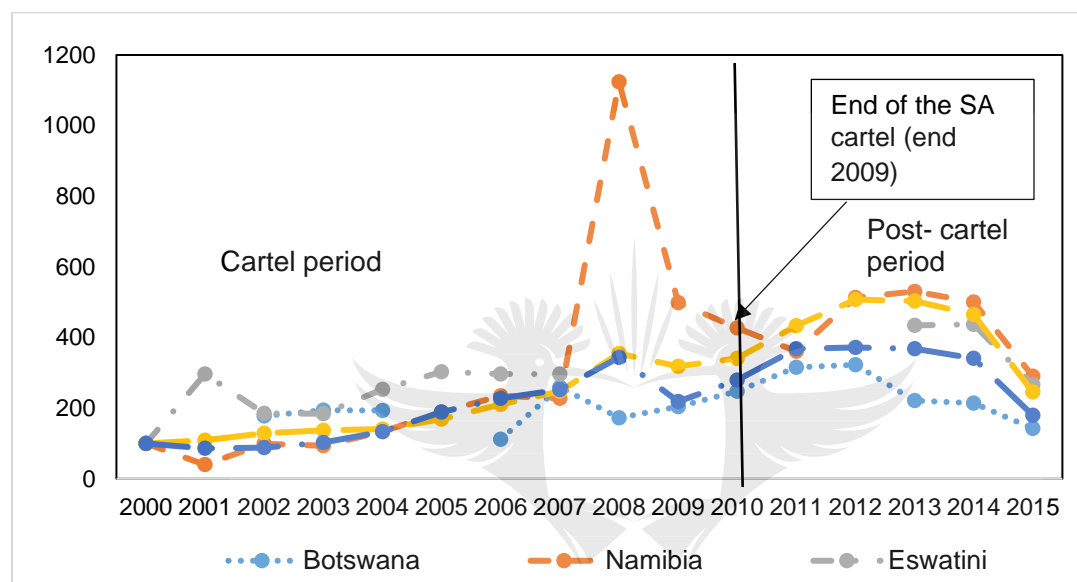 1200
1000
800
600
400
200
0
End of the SA
cartel (end
2009)
Cartel period
Post- cartel
period
2000 2001 2002 2003 2004 2005 2006 2007 2008 2009 2010 2011 2012 2013 2014 2015
Botswana Namibia Eswatini